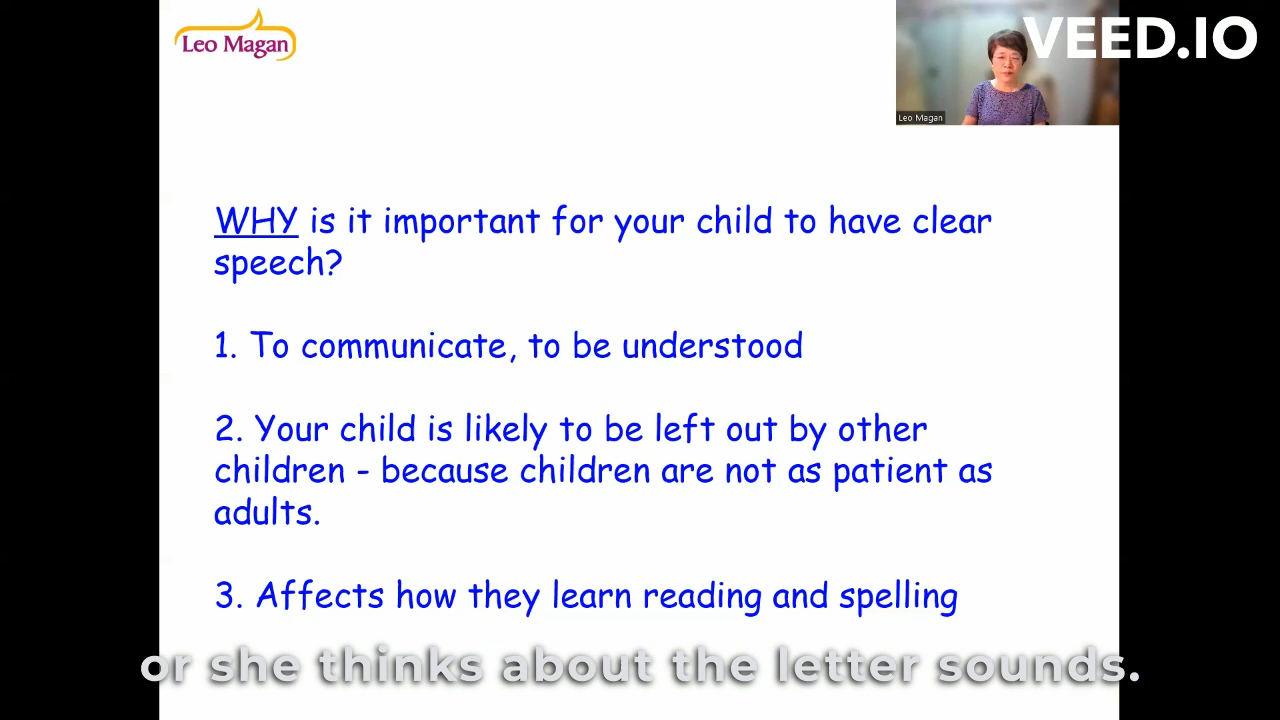 Leo Magan
VEED.IO
Leo Magan
WHY is it important for your child to have clear
speech?
1. To communicate, to be understood
2. Your child is likely to be left out by other
children - because children are not as patient as
adults.
3. Affects how they learn reading and spelling
or she thinks about the letter sounds.